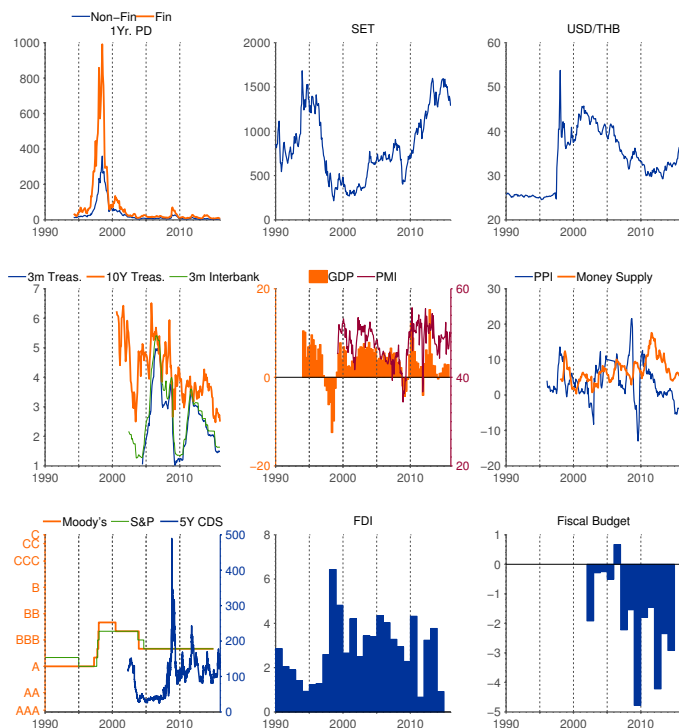 Non-Fin Fin
1Yr. PD
1000
800
600
400
200
0
1990 2000 2010
SET
2000
1500
1000
500
0
1990 2000 2010
USD/THB
60
50
40
30
20
1990 2000 2010
3m Treas. 10Y Treas. 3m Interbank
7
6
5
4
3
2
1
1990 2000 2010
GDP PMI
20 60
0 40
−20 20
1990 2000 2010
PPI Money Supply
30
20
10
0
−10
−20
1990 2000 2010
Moody's S&P 5Y CDS
C 500
CC
CCC 400
B 300
BB
BBB 200
A 100
AA
AAA 0
1990 2000 2010
FDI
8
6
4
2
0
1990 2000 2010
Fiscal Budget
1
0
−1
−2
−3
−4
−5
1990 2000 2010